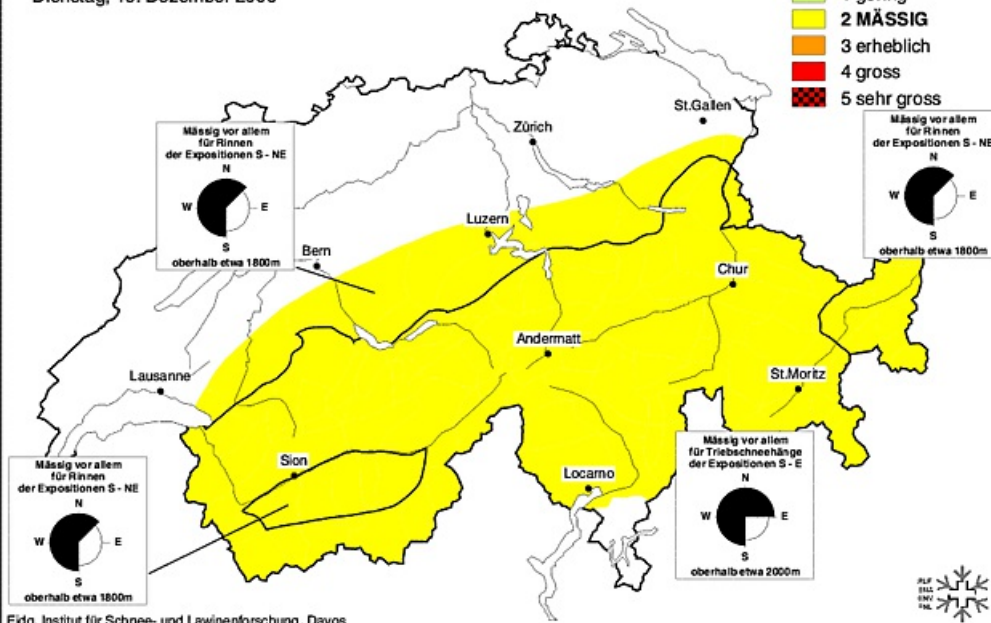 2 MÄSSIG
3 erheblich
4 gross
5 sehr gross
St.Gallen
Zürich
Mässig vor allem
für Rinnen
der Expositionen S - NE
N
W
E
S
oberhalb etwa 1800m
Mässig vor allem
für Rinnen
der Expositionen S - NE
N
W
E
S
oberhalb etwa 1800m
Luzern
Bern
Chur
Andermatt
Lausanne
St.Moritz
Sion
Locarno
Mässig vor allem
für Rinnen
der Expositionen S - NE
N
W
E
S
oberhalb etwa 1800m
Mässig vor allem
für Triebschneehänge
der Expositionen S - E
N
W
E
S
oberhalb etwa 2000m
Eidg. Institut für Schnee- und Lawinenforschung, Davos